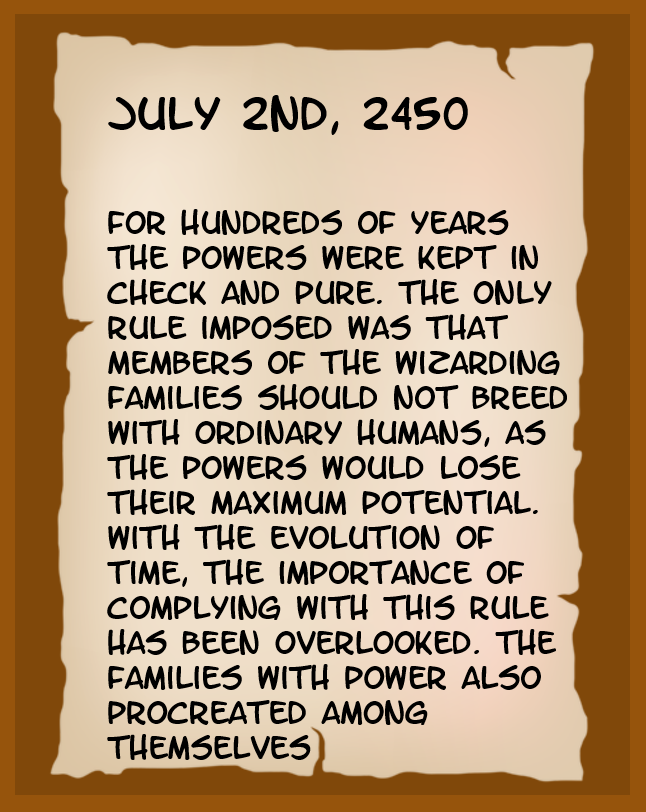 JULY 2ND, 2450
FOR HUNDREDS OF YEARS
THE POWERS WERE KEPT IN
CHECK AND PURE. THE ONLY
RULE IMPOSED WAS THAT
MEMBERS OF THE WIZARDING
FAMILIES SHOULD NOT BREED
WITH ORDINARY HUMANS, AS
THE POWERS WOULD LOSE
THEIR MAXIMUM POTENTIAL.
WITH THE EVOLUTION OF
TIME, THE IMPORTANCE OF
COMPLYING WITH THIS RULE
HAS BEEN OVERLOOKED. THE
FAMILIES WITH POWER ALSO
PROCREATED AMONG
THEMSELVES